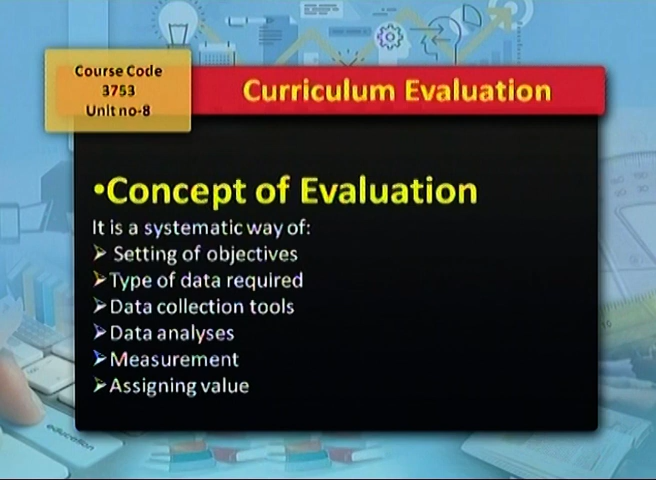 Course Code
3753
Unit no-8
Curriculum Evaluation
•Concept of Evaluation
It is a systematic way of:
➢ Setting of objectives
➢Type of data required
➢Data collection tools
➢Data analyses
➢Measurement
➢Assigning value
education